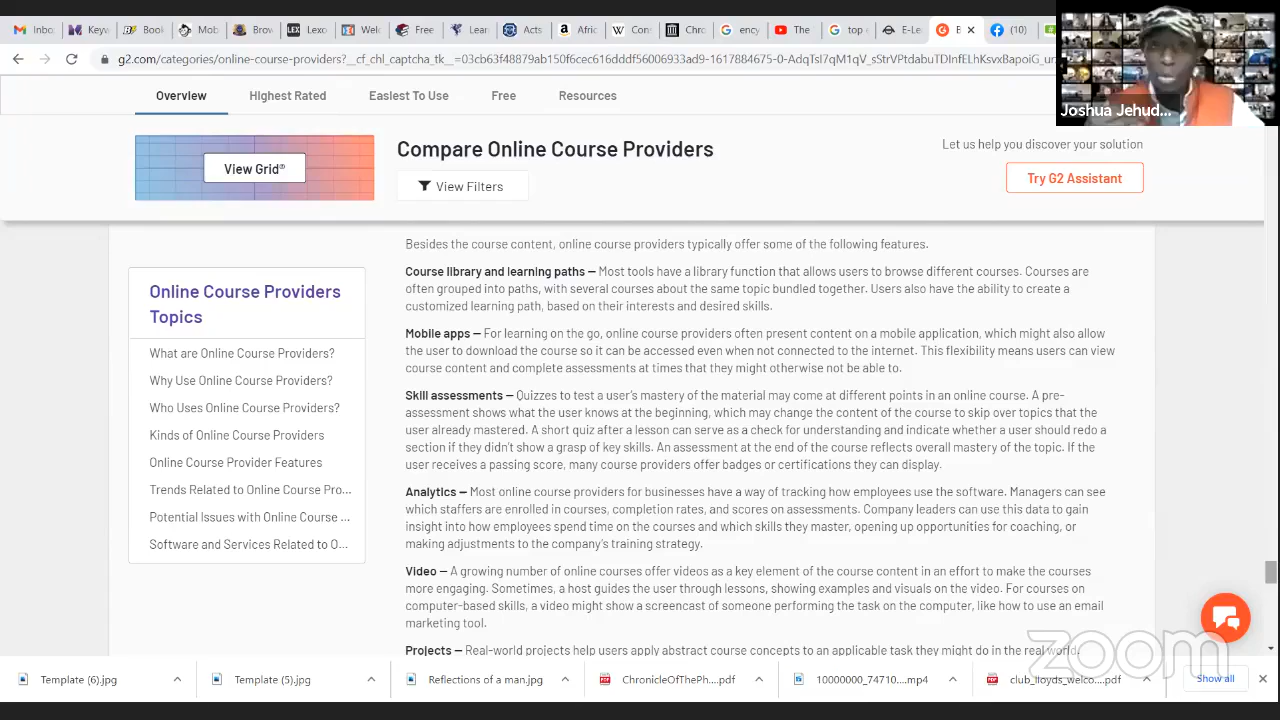 Inbo
Keyv
Bool
Mob
Brov
LEX Lexo
Welc
Free
Lear
Acts
Afric
Con
Chro
ency
The
top
E-Le
(10)
g2.com/categories/online-course-providers?
Joshua Jehud...
Overview
Highest Rated
Easiest To Use
Free
Resources
View Grid®
Compare Online Course Providers
View Filters
Let us help you discover your solution
Try G2 Assistant
Online Course Providers
Topics
What are Online Course Providers?
Why Use Online Course Providers?
Who Uses Online Course Providers?
Kinds of Online Course Providers
Online Course Provider Features
Trends Related to Online Course Pro...
Potential Issues with Online Course ...
Software and Services Related to O...
Besides the course content, online course providers typically offer some of the following features.
Course library and learning paths — Most tools have a library function that allows users to browse different courses. Courses are
often grouped into paths, with several courses about the same topic bundled together. Users also have the ability to create a
customized learning path, based on their interests and desired skills.
Mobile apps — For learning on the go, online course providers often present content on a mobile application, which might also allow
the user to download the course so it can be accessed even when not connected to the internet. This flexibility means users can view
course content and complete assessments at times that they might otherwise not be able to.
Skill assessments — Quizzes to test a user's mastery of the material may come at different points in an online course. A pre-
assessment shows what the user knows at the beginning, which may change the content of the course to skip over topics that the
user already mastered. A short quiz after a lesson can serve as a check for understanding and indicate whether a user should redo a
section if they didn't show a grasp of key skills. An assessment at the end of the course reflects overall mastery of the topic. If the
user receives a passing score, many course providers offer badges or certifications they can display.
Analytics — Most online course providers for businesses have a way of tracking how employees use the software. Managers can see
which staffers are enrolled in courses, completion rates, and scores on assessments. Company leaders can use this data to gain
insight into how employees spend time on the courses and which skills they master, opening up opportunities for coaching, or
making adjustments to the company's training strategy.
Video — A growing number of online courses offer videos as a key element of the course content in an effort to make the courses
more engaging. Sometimes, a host guides the user through lessons, showing examples and visuals on the video. For courses on
computer-based skills, a video might show a screencast of someone performing the task on the computer, like how to use an email
marketing tool.
Projects — Real-world projects help users apply abstract course concepts to an applicable task they might do in the real world.
zoom
Template (6).jpg
Template (5).jpg
Reflections of a man.jpg
ChronicleOfThePh....pdf
10000000_74710....mp4
club_lloyds_welco....pdf
Show all